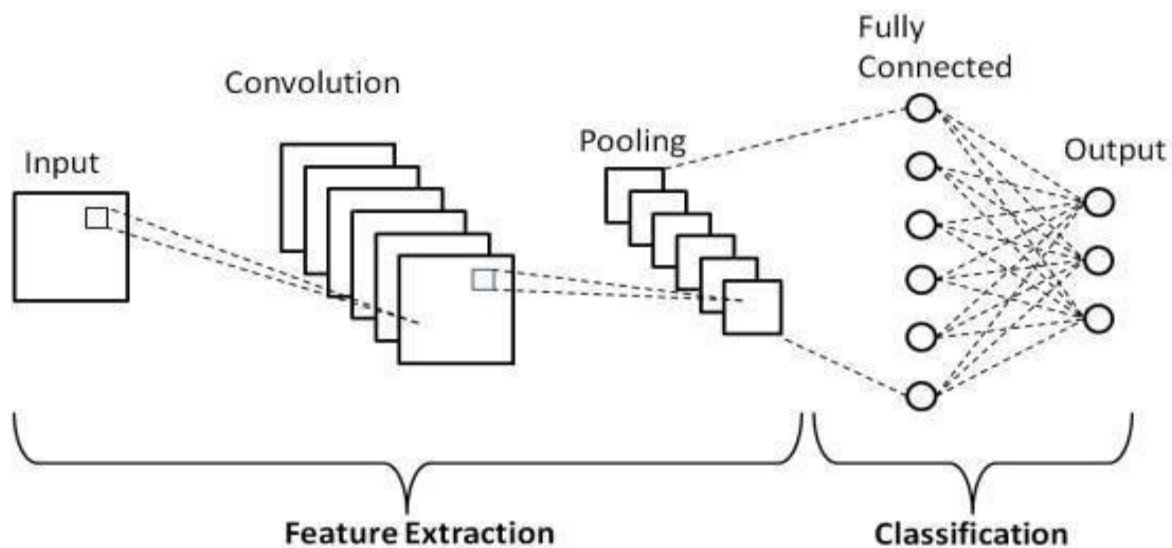 Input
Convolution
Pooling
Fully
Connected
Output
Feature Extraction
Classification